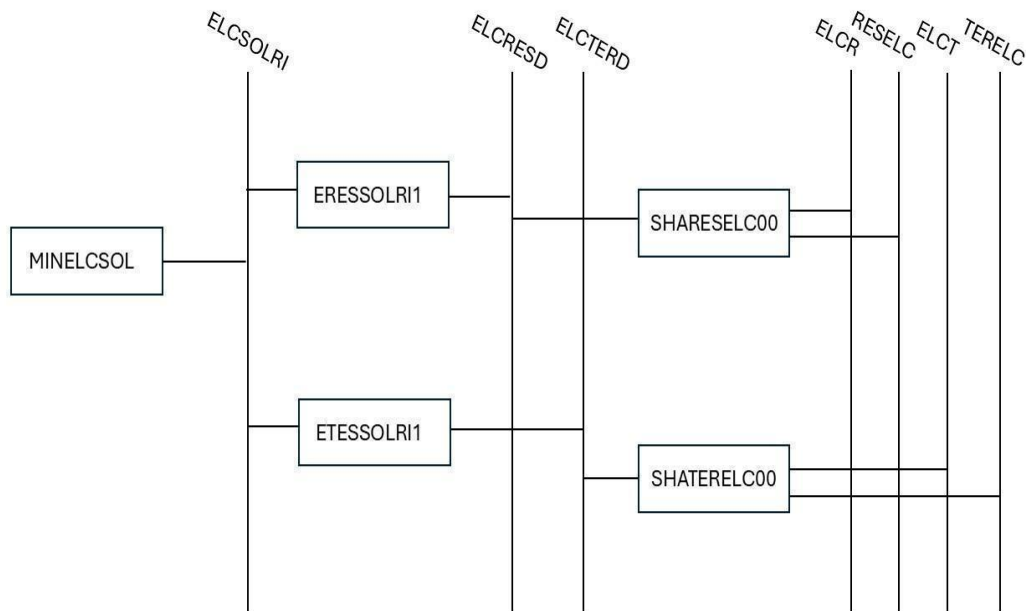 ELCSOLRI
ELCRESD
ELCTERD
ELCR
RESELC
ELCT
TERELC
ERESSOLRI1
SHARESELC00
MINELCSOL
ETESSOLRI1
SHATERELC00